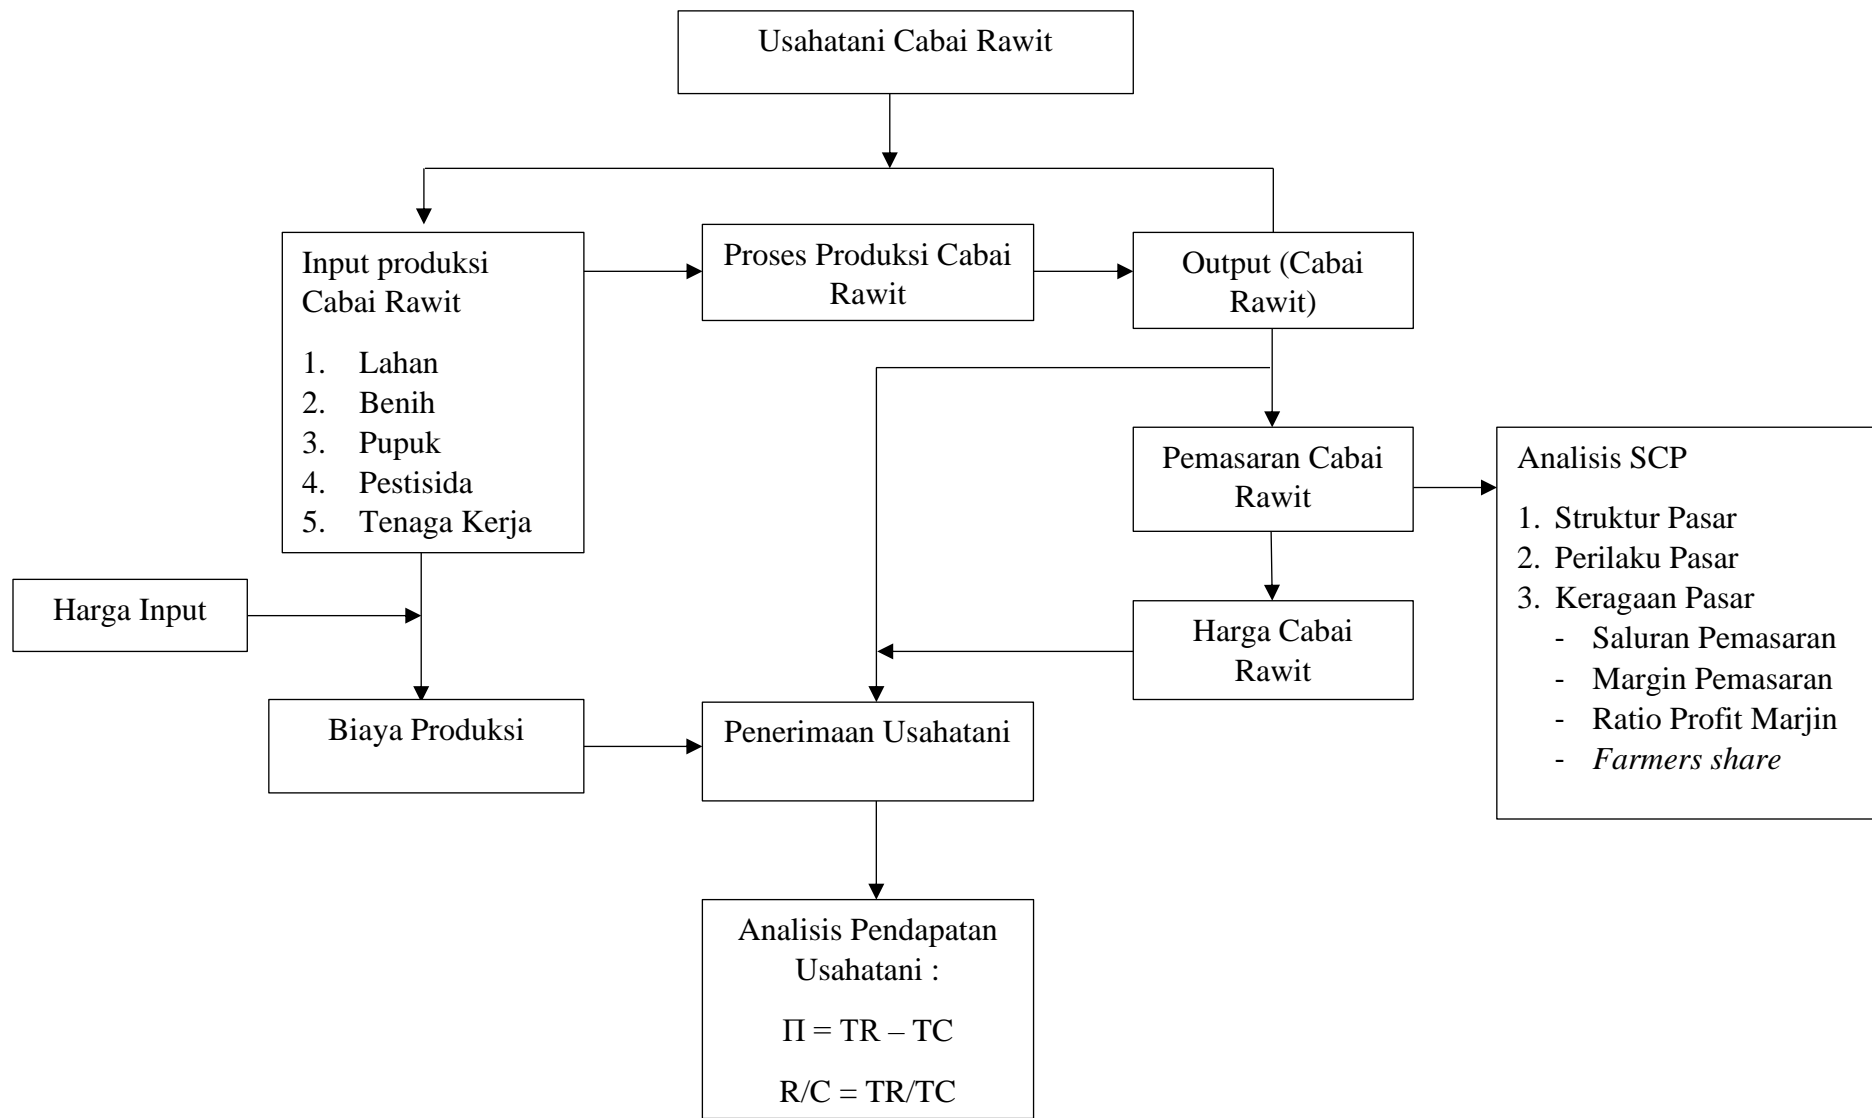 Usahatani Cabai Rawit
Input produksi
Cabai Rawit
1. Lahan
2. Benih
3. Pupuk
4. Pestisida
5. Tenaga Kerja
Proses Produksi Cabai
Rawit
Output (Cabai
Rawit)
Pemasaran Cabai
Rawit
Analisis SCP
1. Struktur Pasar
2. Perilaku Pasar
3. Keragaan Pasar
- Saluran Pemasaran
- Margin Pemasaran
- Ratio Profit Marjin
- Farmers share
Harga Input
Harga Cabai
Rawit
Biaya Produksi
Penerimaan Usahatani
Analisis Pendapatan
Usahatani :
Π = TR – TC
R/C = TR/TC